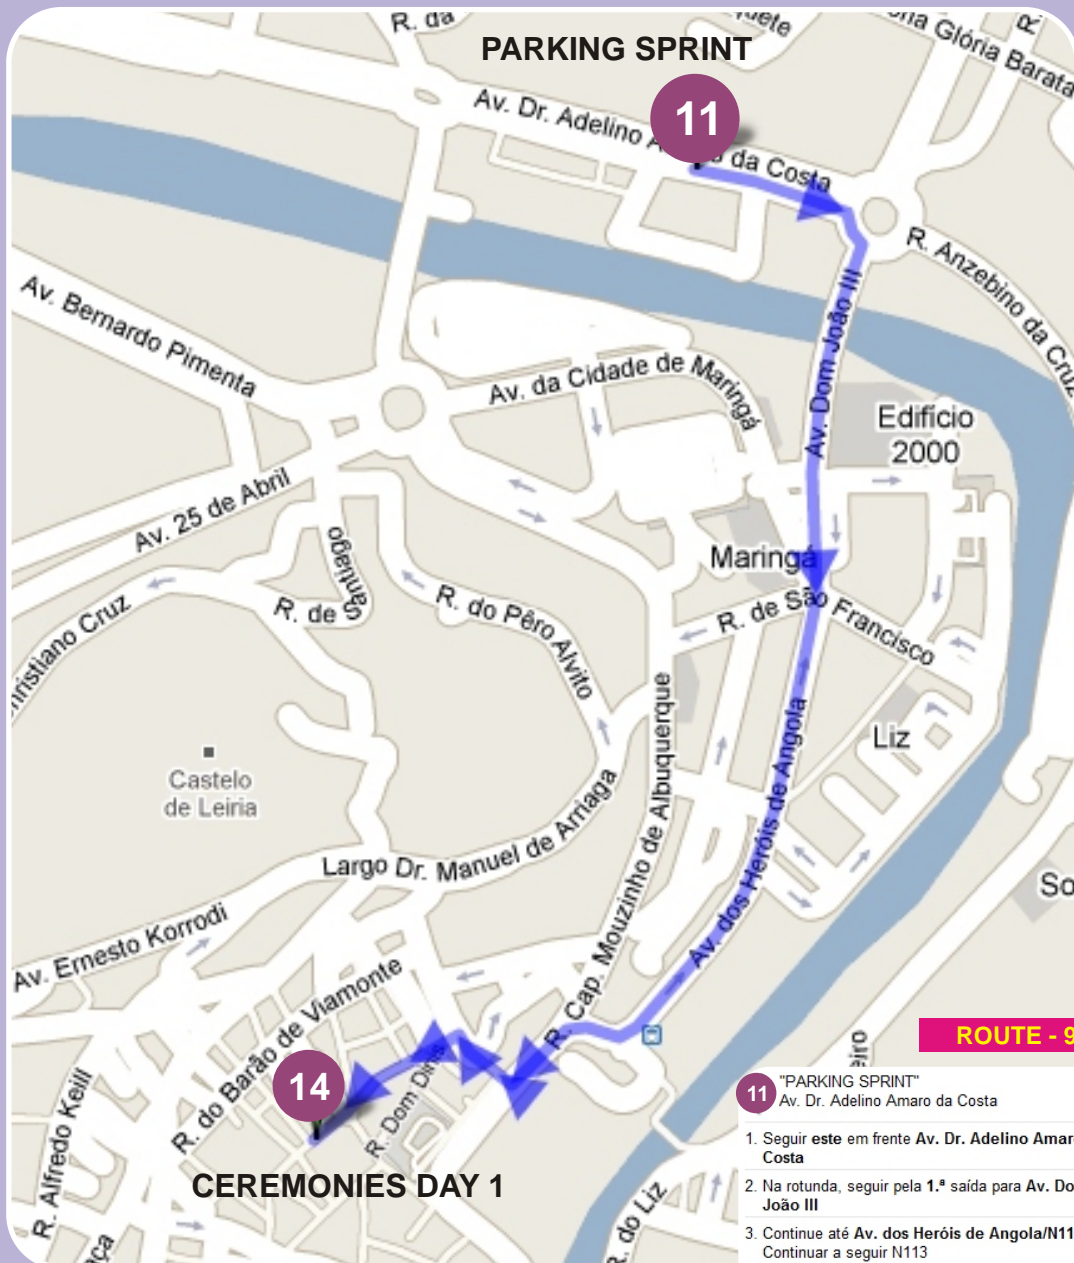 R. da
PARKING SPRINT
Glória Barata
R.
Av. Dr. Adelino
da Costa
11
R. Anzebino da Cruz
Av. Dom João III
Av. Bernardo Pimenta
Av. da Cidade de Maringá
Edifício
2000
Av. 25 de Abril
Maringá
R. de Santiago
R. do Pêro Alvito
R. de São Francisco
Cruz
Liz
Castelo
de Leiria
R. Cap. Mouzinho de Albuquerque
Av. dos Heróis de Angola
Largo Dr. Manuel de Arriaga
So
Av. Ernesto Korrodi
R. do Barão de Viamonte
ROUTE - 9
eiro
14
R. Dom Dinis
R. Alfredo Keill
CEREMONIES DAY 1
R. do Liz
aça
11 "PARKING SPRINT"
Av. Dr. Adelino Amaro da Costa
1. Seguir este em frente Av. Dr. Adelino Amar
Costa
2. Na rotunda, seguir pela 1.ª saída para Av. Do
João III
3. Continue até Av. dos Heróis de Angola/N11
Continuar a seguir N113